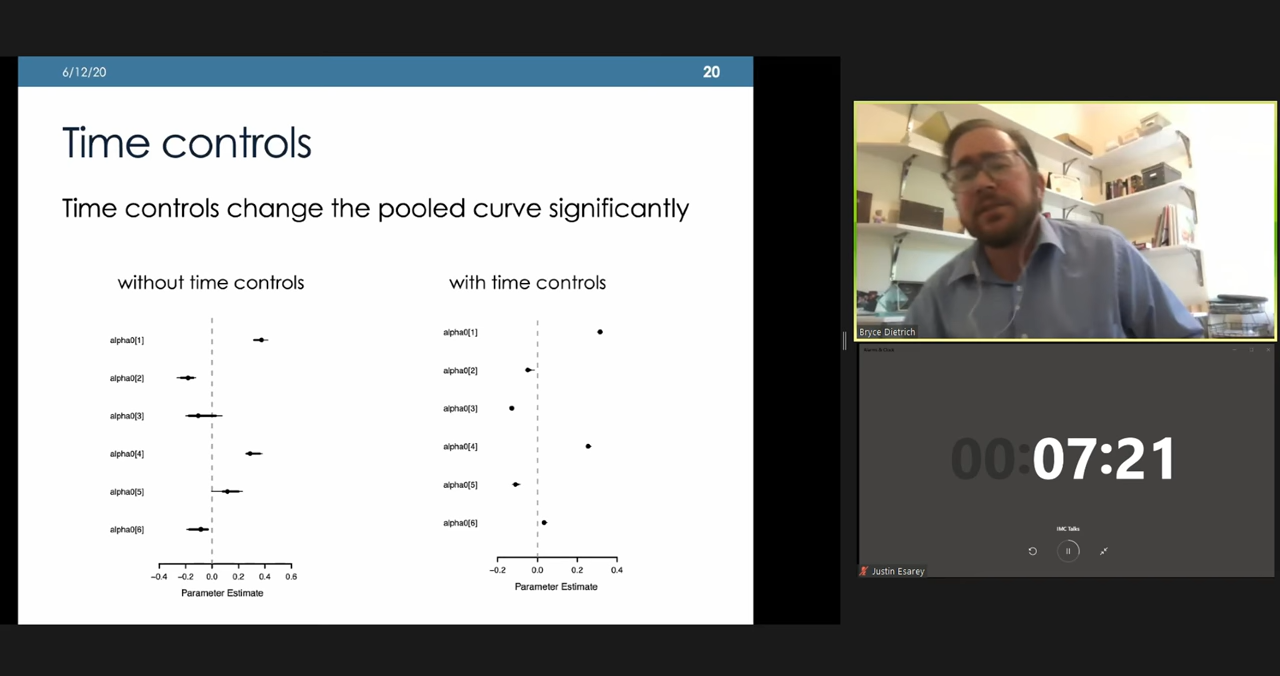 6/12/20
20
Time controls
Time controls change the pooled curve significantly
without time controls
alpha0[1]
alpha0[2]
alpha0[3]
alpha0[4]
alpha0[5]
alpha0[6]
−0.4 −0.2 0.0 0.2 0.4 0.6
Parameter Estimate
with time controls
alpha0[1]
alpha0[2]
alpha0[3]
alpha0[4]
alpha0[5]
alpha0[6]
−0.2 0.0 0.2 0.4
Parameter Estimate
Bryce Dietrich
00:07:21
IMC Talks
Justin Esarey